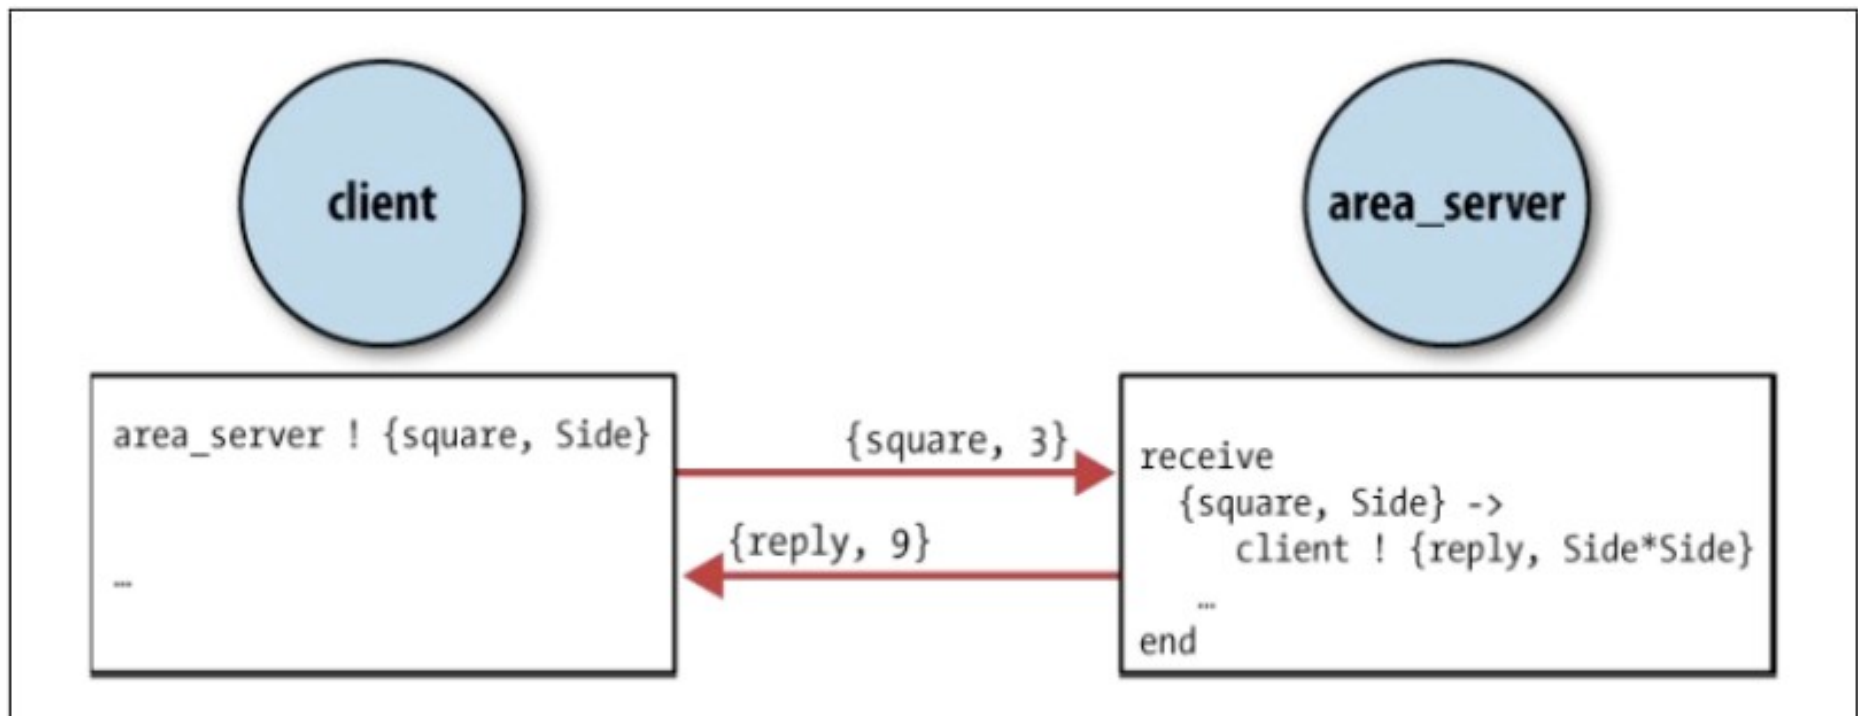 client
area_server
area_server ! {square, Side}
…
{square, 3}
{reply, 9}
receive
{square, Side} ->
client ! {reply, Side*Side}
…
end